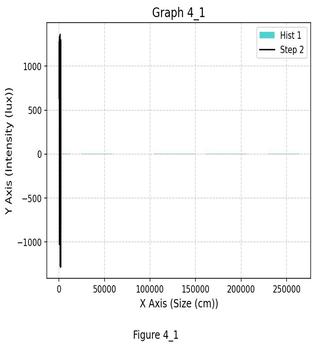 Graph 4_1
Hist 1
Step 2
Y Axis (Intensity (lux))
1000
500
0
−500
−1000
0 50000 100000 150000 200000 250000
X Axis (Size (cm))
Figure 4_1